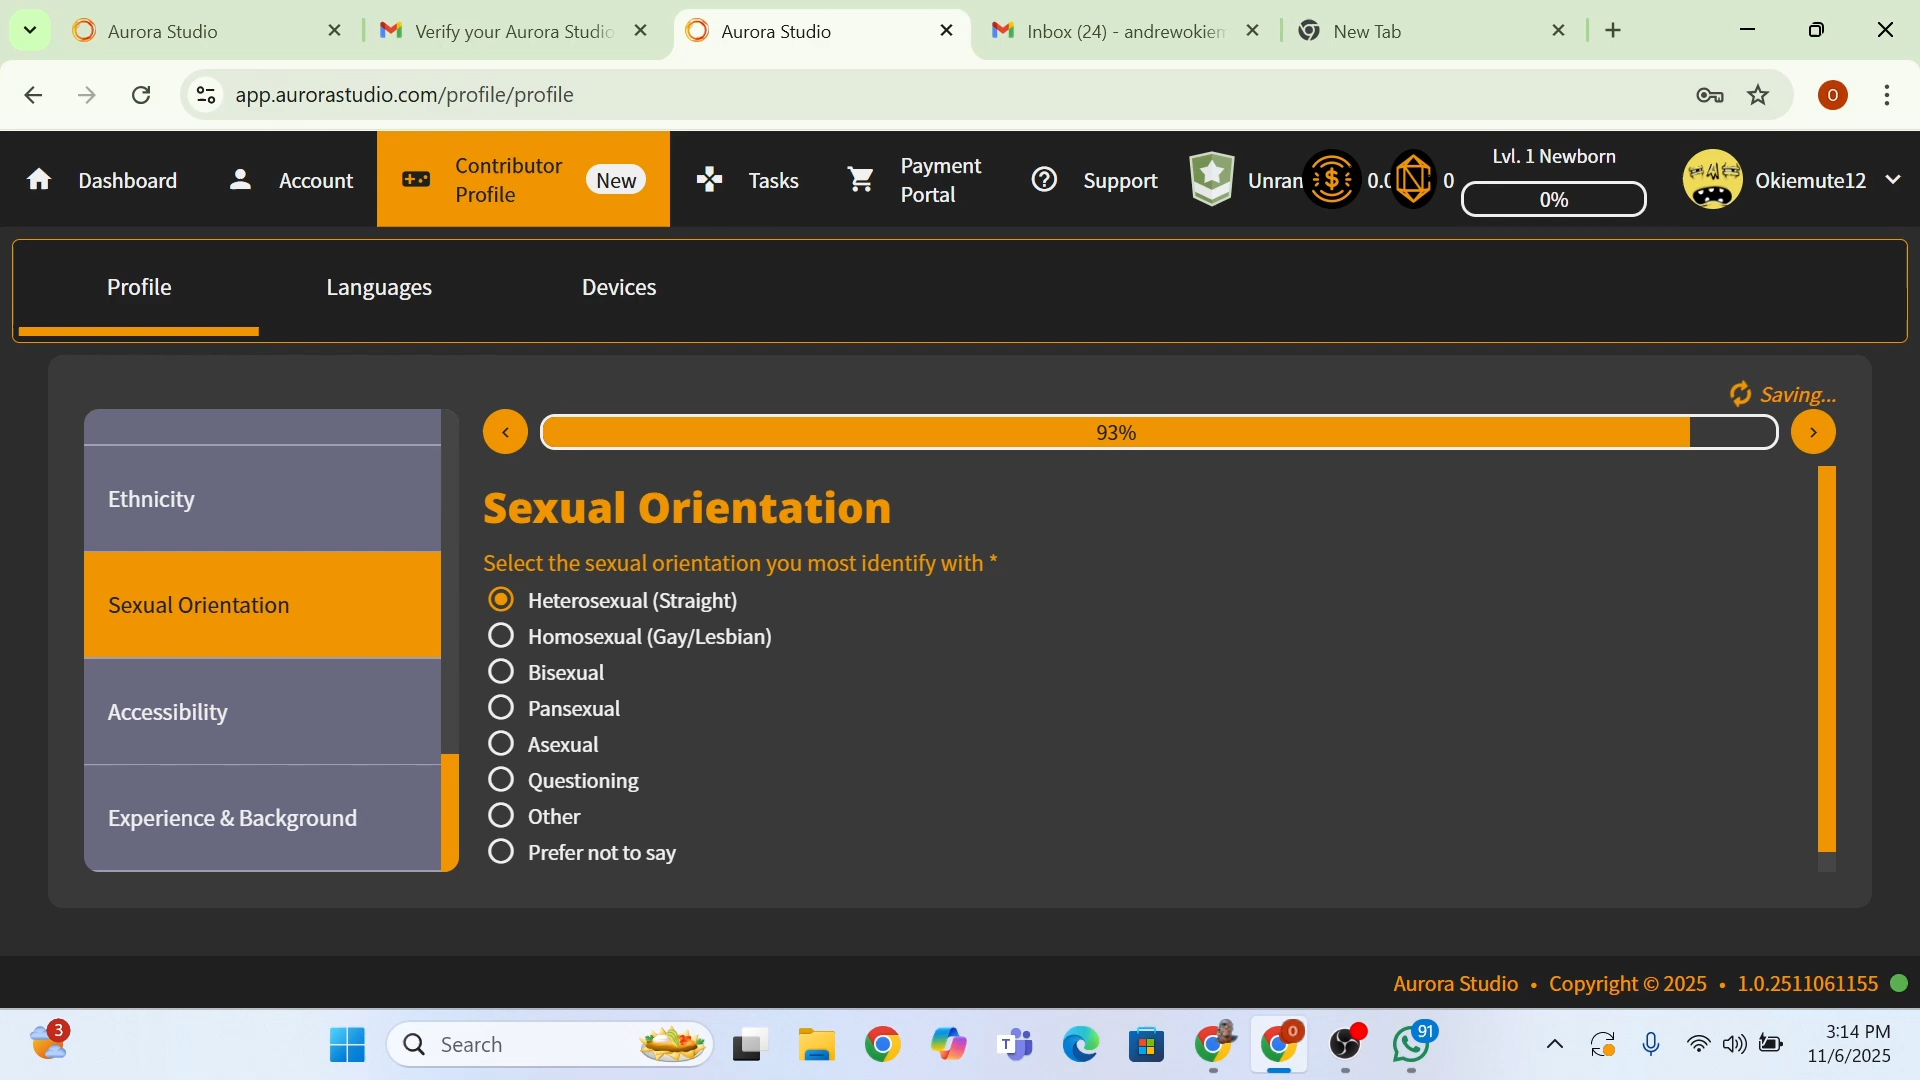 Aurora Studio
Verify your Aurora Studio
Aurora Studio
Inbox (24) - andrewokiem
New Tab
app.aurorastudio.com/profile/profile
O
Dashboard
Account
Contributor
Profile
New
Tasks
Payment
Portal
Support
Unran
0.0
0
Lvl. 1 Newborn
0%
Okiemute12
Profile
Languages
Devices
Saving...
93%
Ethnicity
Sexual Orientation
Accessibility
Experience & Background
Sexual Orientation
Select the sexual orientation you most identify with *
Heterosexual (Straight)
Homosexual (Gay/Lesbian)
Bisexual
Pansexual
Asexual
Questioning
Other
Prefer not to say
Aurora Studio • Copyright © 2025 • 1.0.2511061155
3
Search
T
0
91
3:14 PM
11/6/2025